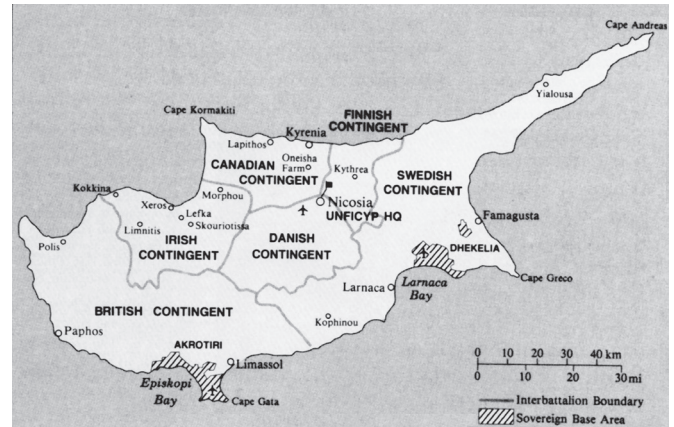 Cape Andreas
Yialousa
Cape Kormakiti
FINNISH
CONTINGENT
Kyrenia
Lapithos
Oneisha
Farm
CANADIAN
CONTINGENT
Kythrea
SWEDISH
CONTINGENT
Kokkina
Morphou
Xeros
Lefka
Skouriotissa
Limnitis
Nicosia
UNFICYP HQ
Famagusta
IRISH
CONTINGENT
DANISH
CONTINGENT
Polis
DHEKELIA
Cape Greco
Larnaca
Larnaca
Bay
BRITISH CONTINGENT
Kophinou
Paphos
AKROTIRI
Limassol
Episkopi
Bay
Cape Gata
0 10 20 30 40 km
0 10 20 30 mi
Interbattalion Boundary
Sovereign Base Area